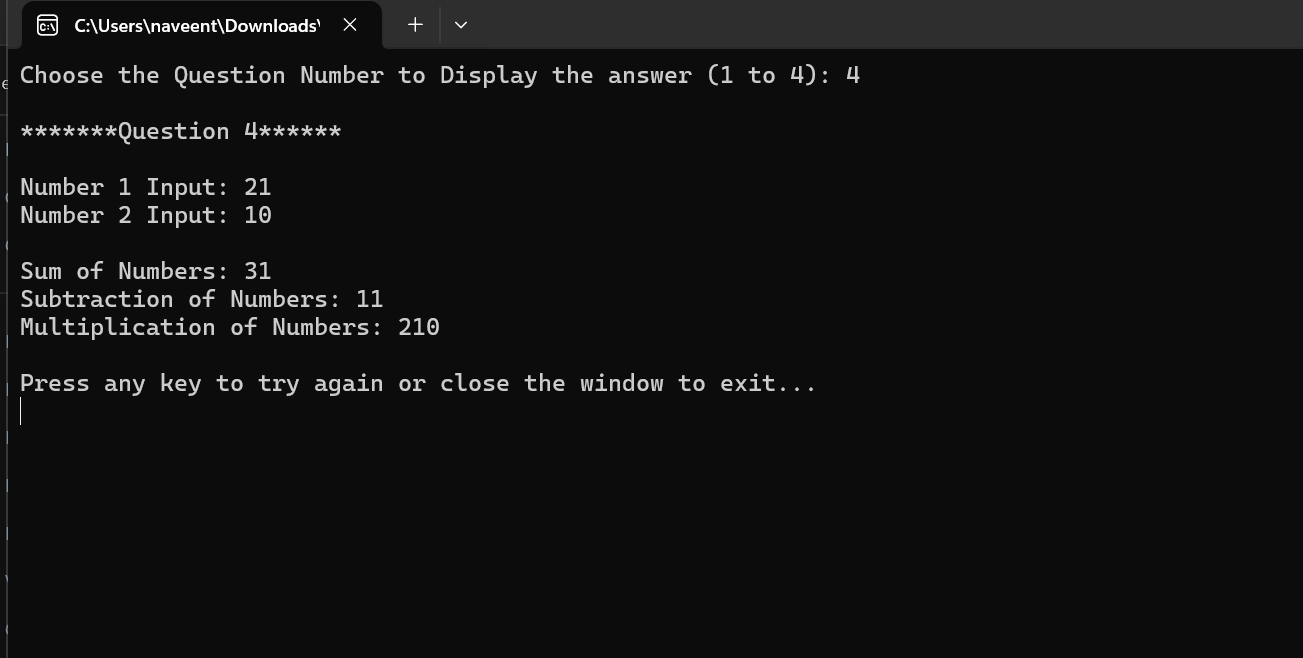 C:\Users\naveent\Downloads\
Choose the Question Number to Display the answer (1 to 4): 4
*******Question 4******
Number 1 Input: 21
Number 2 Input: 10
Sum of Numbers: 31
Subtraction of Numbers: 11
Multiplication of Numbers: 210
Press any key to try again or close the window to exit...